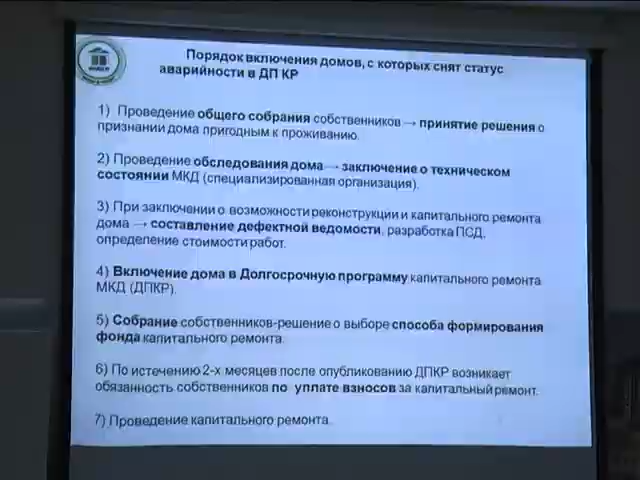 Порядок включения домов, с которых снят статус
аварийности в ДП КР
1) Проведение общего собрания собственников → принятие решения о
признании дома пригодным к проживанию.
2) Проведение обследования дома → заключение о техническом
состоянии МКД (специализированная организация).
3) При заключении о возможности реконструкции и капитального ремонта
дома → составление дефектной ведомости, разработка ПСД,
определение стоимости работ.
4) Включение дома в Долгосрочную программу капитального ремонта
МКД (ДПКР).
5) Собрание собственников-решение о выборе способа формирования
фонда капитального ремонта.
6) По истечению 2-х месяцев после опубликованию ДПКР возникает
обязанность собственников по уплате взносов за капитальный ремонт.
7) Проведение капитального ремонта.